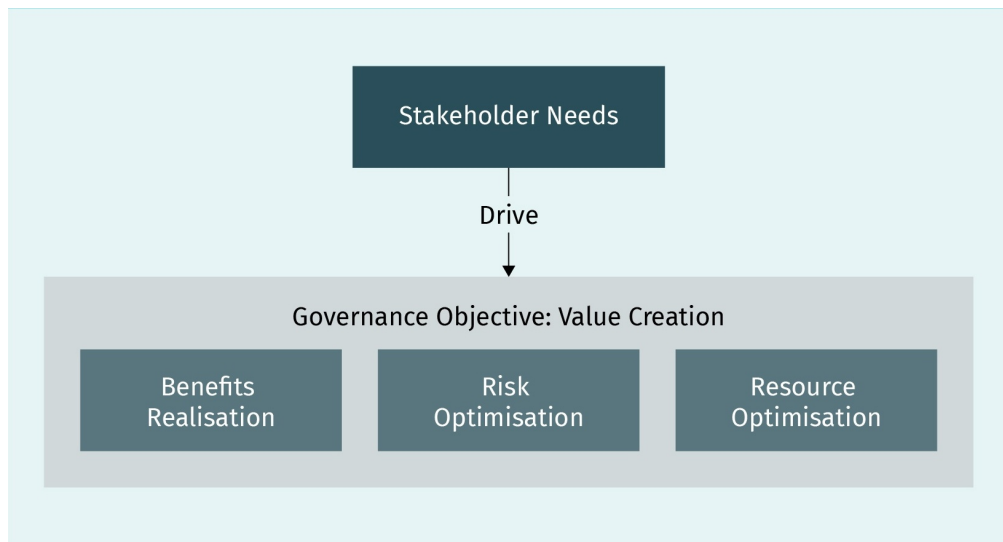 Stakeholder Needs
Drive
Governance Objective: Value Creation
Benefits
Realisation
Risk
Optimisation
Resource
Optimisation